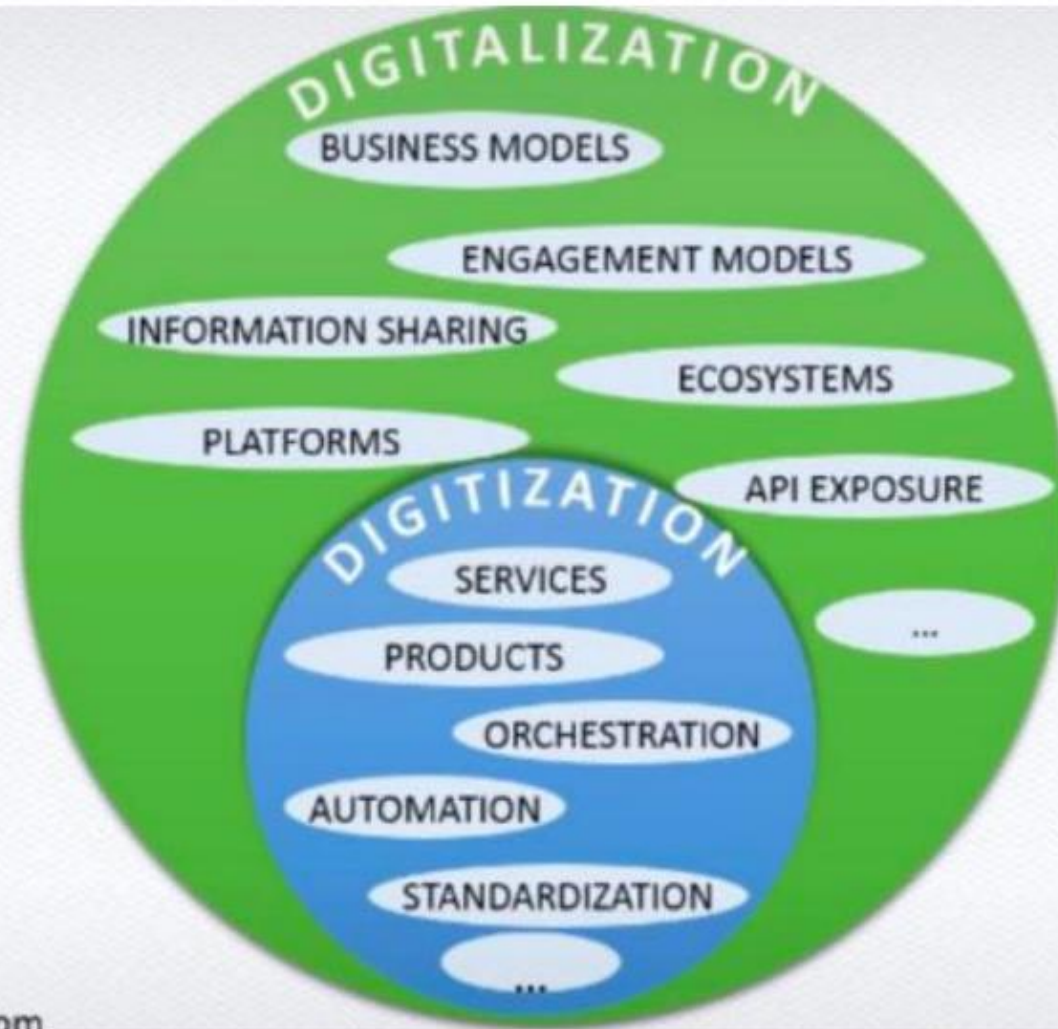 DIGITALIZATION
BUSINESS MODELS
ENGAGEMENT MODELS
INFORMATION SHARING
ECOSYSTEMS
PLATFORMS
API EXPOSURE
...
DIGITIZATION
SERVICES
PRODUCTS
ORCHESTRATION
AUTOMATION
STANDARDIZATION
...